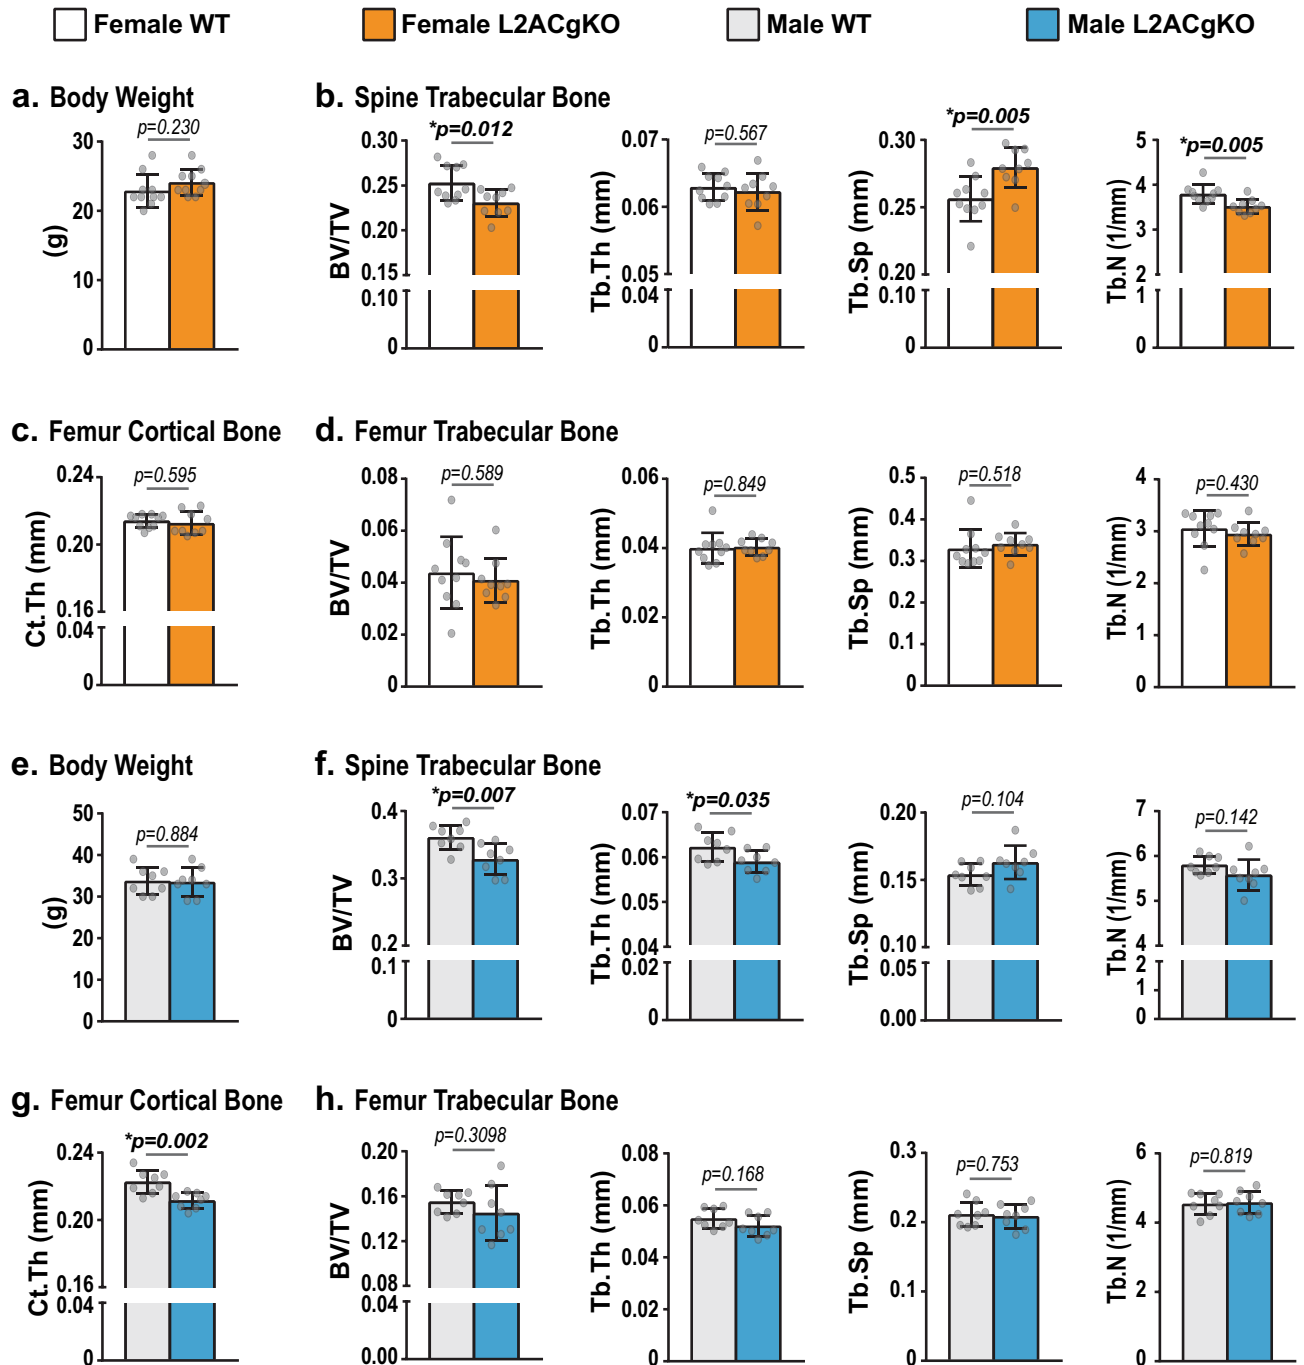 Female WT
Female L2ACgKO
Male WT
Male L2ACgKO
a. Body Weight
p=0.230
(g)
30
20
10
0
b. Spine Trabecular Bone
*p=0.012
BV/TV
0.30
0.25
0.20
0.15
0.10
0
p=0.567
Tb.Th (mm)
0.07
0.06
0.05
0.04
0
*p=0.005
Tb.Sp (mm)
0.30
0.25
0.20
0.10
0
*p=0.005
Tb.N (1/mm)
5
4
3
2
1
0
c. Femur Cortical Bone
p=0.595
Ct.Th (mm)
0.24
0.20
0.16
0.04
0
d. Femur Trabecular Bone
p=0.589
BV/TV
0.08
0.06
0.04
0.02
0
p=0.849
Tb.Th (mm)
0.06
0.04
0.02
0
p=0.518
Tb.Sp (mm)
0.5
0.4
0.3
0.2
0.1
0
p=0.430
Tb.N (1/mm)
4
3
2
1
0
e. Body Weight
p=0.884
(g)
50
40
30
20
10
0
f. Spine Trabecular Bone
*p=0.007
BV/TV
0.4
0.3
0.2
0.1
0
*p=0.035
Tb.Th (mm)
0.07
0.06
0.05
0.04
0.02
0
p=0.104
Tb.Sp (mm)
0.20
0.15
0.10
0.05
0.00
p=0.142
Tb.N (1/mm)
7
6
5
4
2
1
0
g. Femur Cortical Bone
*p=0.002
Ct.Th (mm)
0.24
0.20
0.16
0.04
0
h. Femur Trabecular Bone
p=0.3098
BV/TV
0.20
0.16
0.12
0.08
0.04
0.00
p=0.168
Tb.Th (mm)
0.08
0.06
0.04
0.02
0
p=0.753
Tb.Sp (mm)
0.3
0.2
0.1
0
p=0.819
Tb.N (1/mm)
6
4
2
0